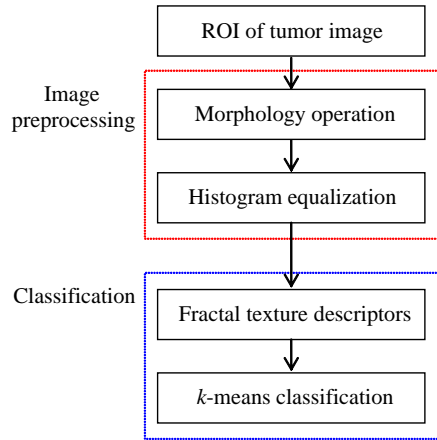 ROI of tumor image
Image
preprocessing
Morphology operation
Histogram equalization
Classification
Fractal texture descriptors
k-means classification